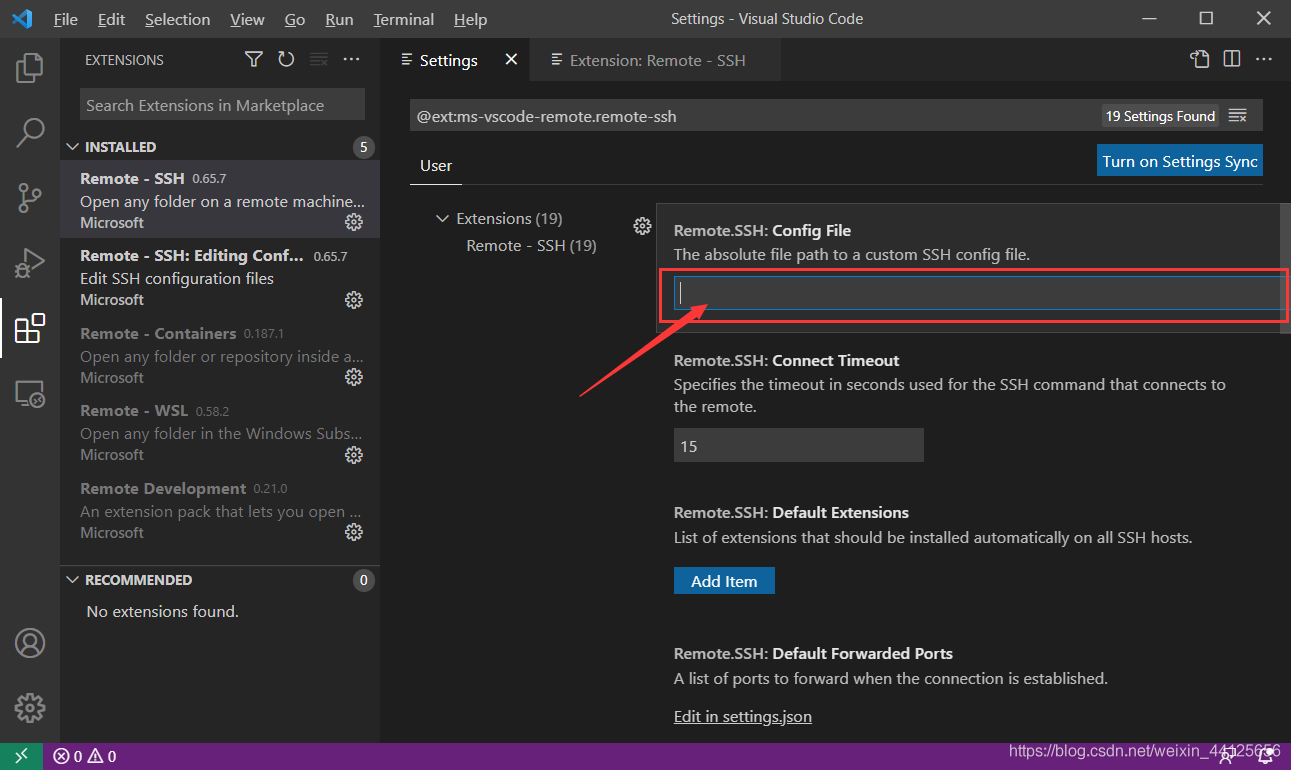 File Edit Selection View Go Run Terminal Help
Settings - Visual Studio Code
EXTENSIONS
Search Extensions in Marketplace
INSTALLED 5
Remote - SSH 0.65.7
Open any folder on a remote machine...
Microsoft
Remote - SSH: Editing Conf... 0.65.7
Edit SSH configuration files
Microsoft
Remote - Containers 0.187.1
Open any folder or repository inside a...
Microsoft
Remote - WSL 0.58.2
Open any folder in the Windows Subs...
Microsoft
Remote Development 0.21.0
An extension pack that lets you open ...
Microsoft
RECOMMENDED 0
No extensions found.
Settings
Extension: Remote - SSH
@ext:ms-vscode-remote.remote-ssh
19 Settings Found
User
Turn on Settings Sync
Extensions (19)
Remote - SSH (19)
Remote.SSH: Config File
The absolute file path to a custom SSH config file.
Remote.SSH: Connect Timeout
Specifies the timeout in seconds used for the SSH command that connects to
the remote.
15
Remote.SSH: Default Extensions
List of extensions that should be installed automatically on all SSH hosts.
Add Item
Remote.SSH: Default Forwarded Ports
A list of ports to forward when the connection is established.
Edit in settings.json
0 0
https://blog.csdn.net/weixin_44125656